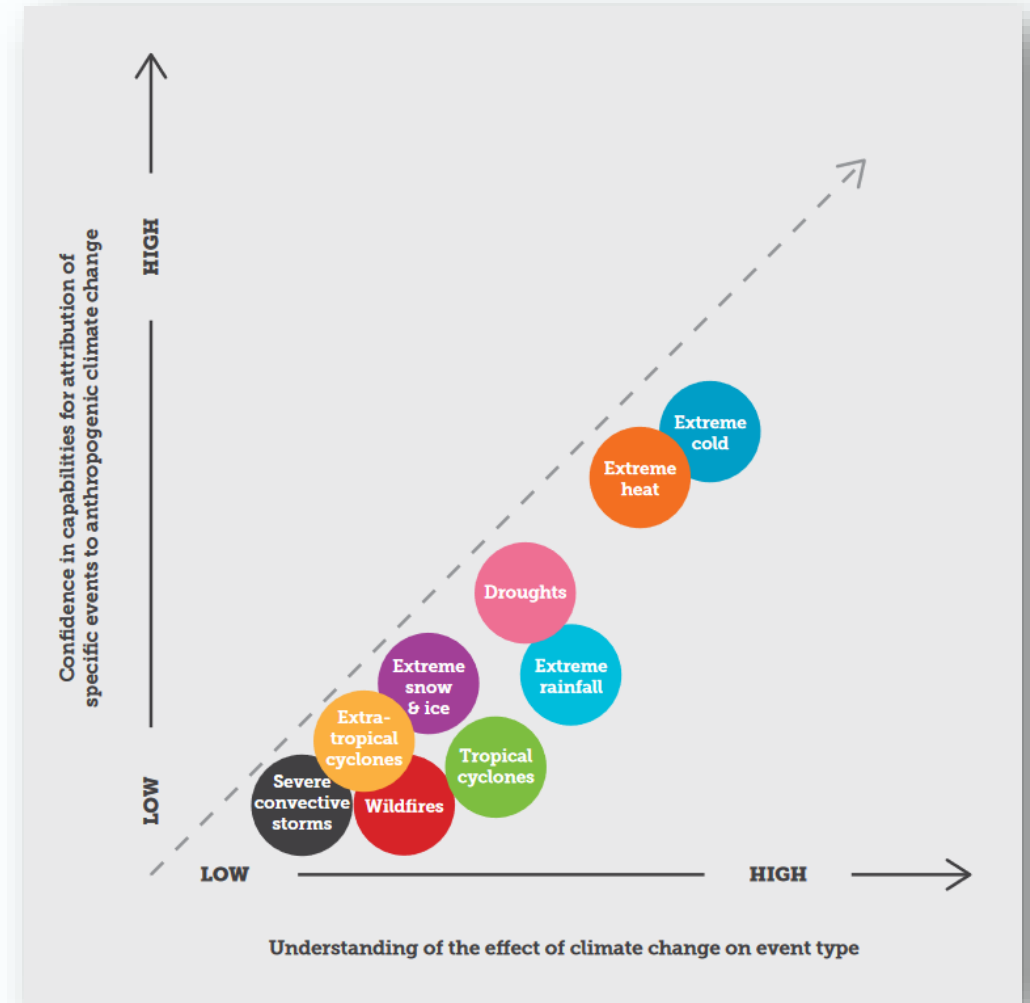 Confidence in capabilities for attribution of
specific events to anthropogenic climate change
HIGH
LOW
Extreme
cold
Extreme
heat
Droughts
Extreme
rainfall
Extreme
snow
& ice
Extra-
tropical
cyclones
Tropical
cyclones
Severe
convective
storms
Wildfires
LOW
HIGH
Understanding of the effect of climate change on event type